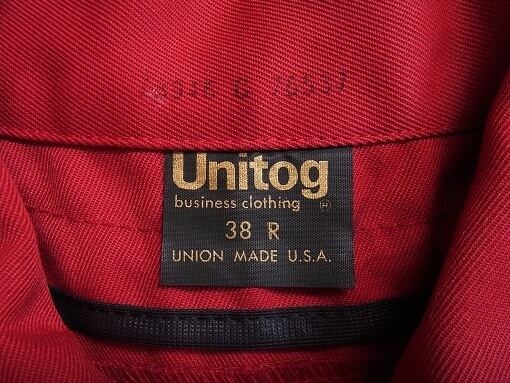 Unitog
business clothing ®
38 R
UNION MADE U.S.A.